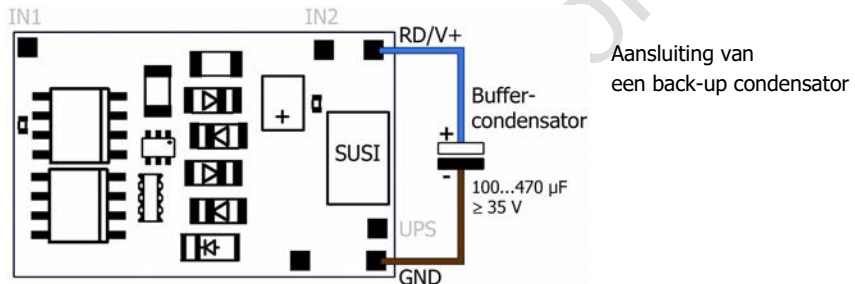 IN1
IN2
RD/V+
Aansluiting van
een back-up condensator
Buffer-
condensator
+
+
SUSI
-
100...470 µF
≥ 35 V
UPS
GND